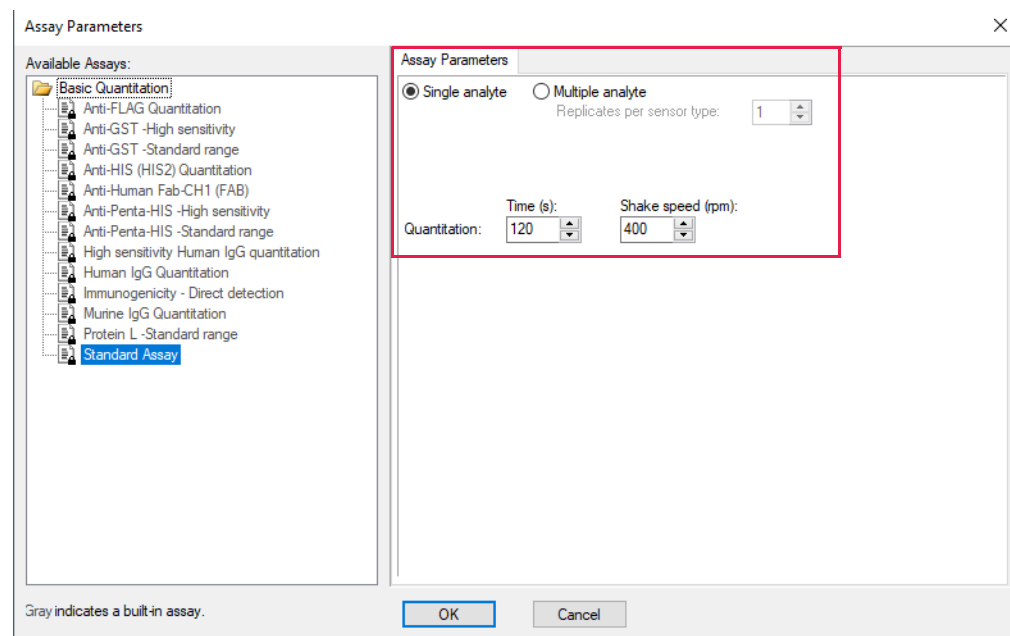 Assay Parameters
Available Assays:
Basic Quantitation
Anti-FLAG Quantitation
Anti-GST -High sensitivity
Anti-GST -Standard range
Anti-HIS (HIS2) Quantitation
Anti-Human Fab-CH1 (FAB)
Anti-Penta-HIS -High sensitivity
Anti-Penta-HIS -Standard range
High sensitivity Human IgG quantitation
Human IgG Quantitation
Immunogenicity - Direct detection
Murine IgG Quantitation
Protein L -Standard range
Standard Assay
Gray indicates a built-in assay.
Assay Parameters
Single analyte Multiple analyte
Replicates per sensor type: 1
Time (s): Shake speed (rpm):
Quantitation: 120 400
OK Cancel